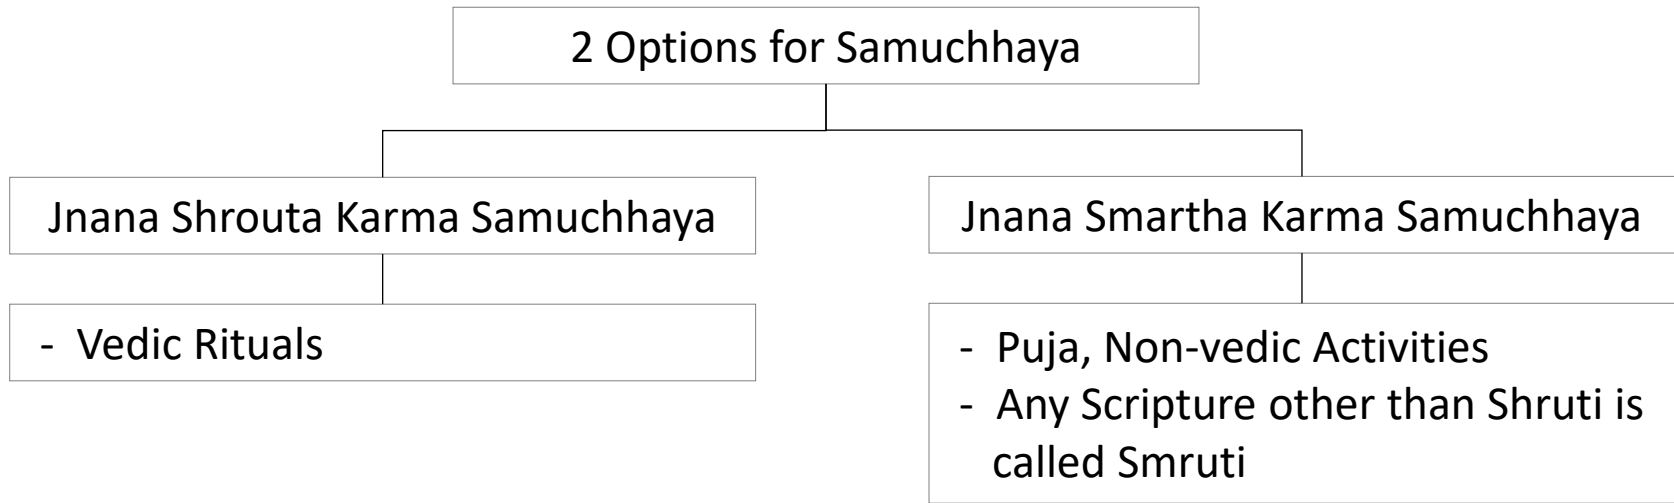 2 Options for Samuchhaya
Jnana Shrouta Karma Samuchhaya
Jnana Smartha Karma Samuchhaya
- Vedic Rituals
- Puja, Non-vedic Activities
- Any Scripture other than Shruti is
called Smruti